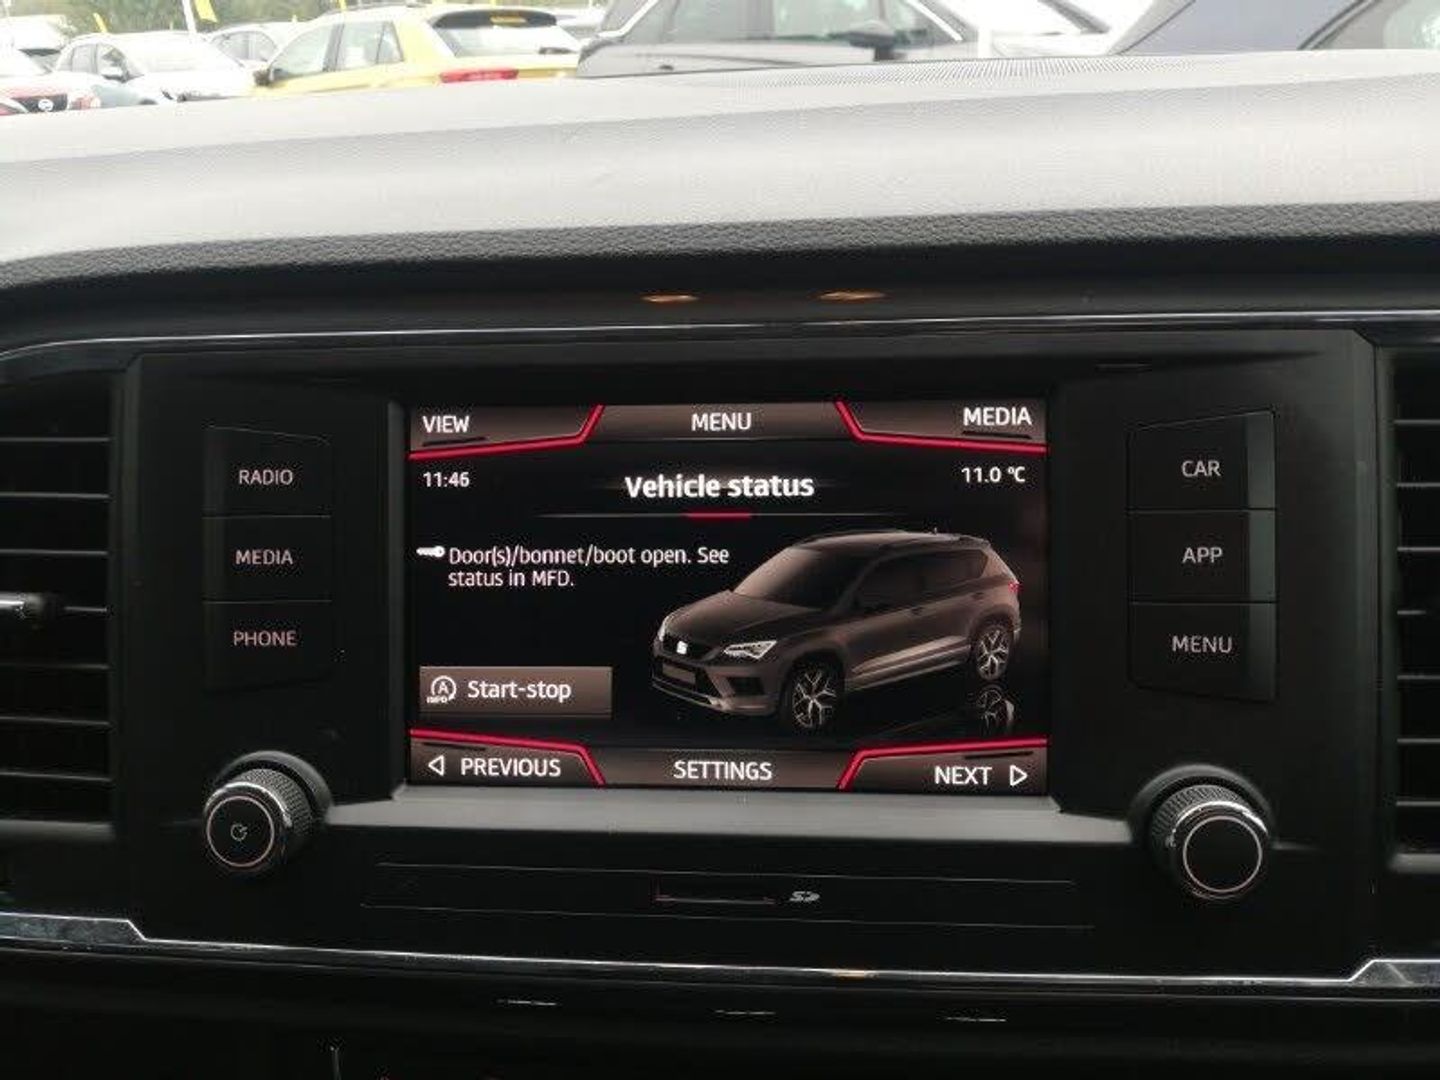 VIEW
MENU
MEDIA
11:46
Vehicle status
11.0 °C
Door(s)/bonnet/boot open. See
status in MFD.
Start-stop
PREVIOUS
SETTINGS
NEXT
RADIO
MEDIA
PHONE
CAR
APP
MENU